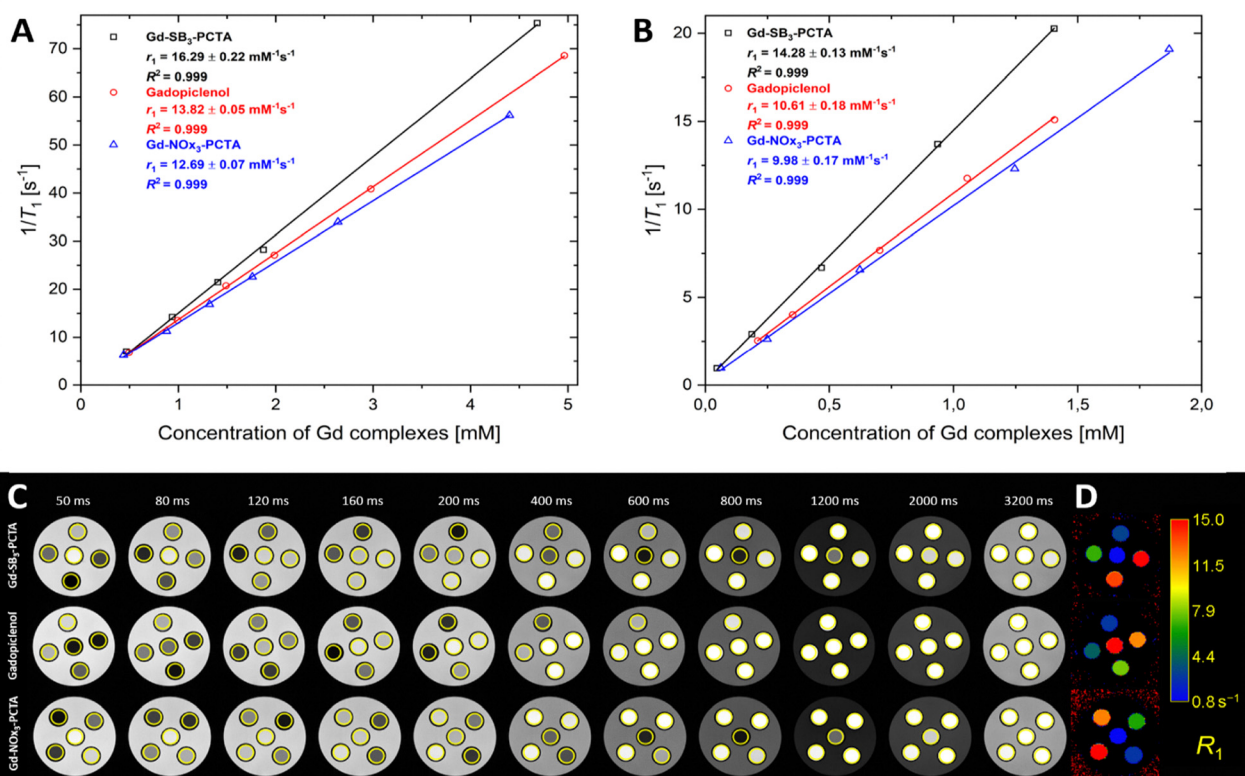 A
Gd-SB₃-PCTA
r₁ = 16.29 ± 0.22 mM⁻¹s⁻¹
R² = 0.999
Gadopiclenol
r₁ = 13.82 ± 0.05 mM⁻¹s⁻¹
R² = 0.999
Gd-NOx₃-PCTA
r₁ = 12.69 ± 0.07 mM⁻¹s⁻¹
R² = 0.999
1/T₁ [s⁻¹]
70
60
50
40
30
20
10
0
0 1 2 3 4 5
Concentration of Gd complexes [mM]
B
Gd-SB₃-PCTA
r₁ = 14.28 ± 0.13 mM⁻¹s⁻¹
R² = 0.999
Gadopiclenol
r₁ = 10.61 ± 0.18 mM⁻¹s⁻¹
R² = 0.999
Gd-NOx₃-PCTA
r₁ = 9.98 ± 0.17 mM⁻¹s⁻¹
R² = 0.999
1/T₁ [s⁻¹]
20
15
10
5
0
0,0 0,5 1,0 1,5 2,0
Concentration of Gd complexes [mM]
C
50 ms 80 ms 120 ms 160 ms 200 ms 400 ms 600 ms 800 ms 1200 ms 2000 ms 3200 ms
Gd-SB₃-PCTA
Gadopiclenol
Gd-NOx₃-PCTA
D
15.0
11.5
7.9
4.4
0.8 s⁻¹
R₁